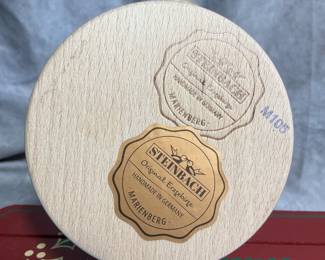 STEINBACH
Original Erzgebirge
HANDMADE IN GERMANY
MARIENBERG
M105
STEINBACH
Original Erzgebirge
HANDMADE IN GERMANY
MARIENBERG